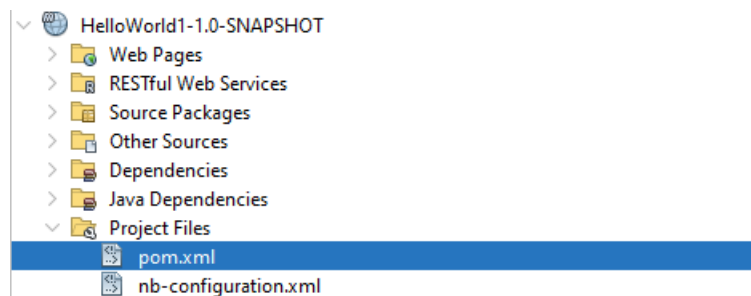 HelloWorld1-1.0-SNAPSHOT
Web Pages
RESTful Web Services
Source Packages
Other Sources
Dependencies
Java Dependencies
Project Files
pom.xml
nb-configuration.xml